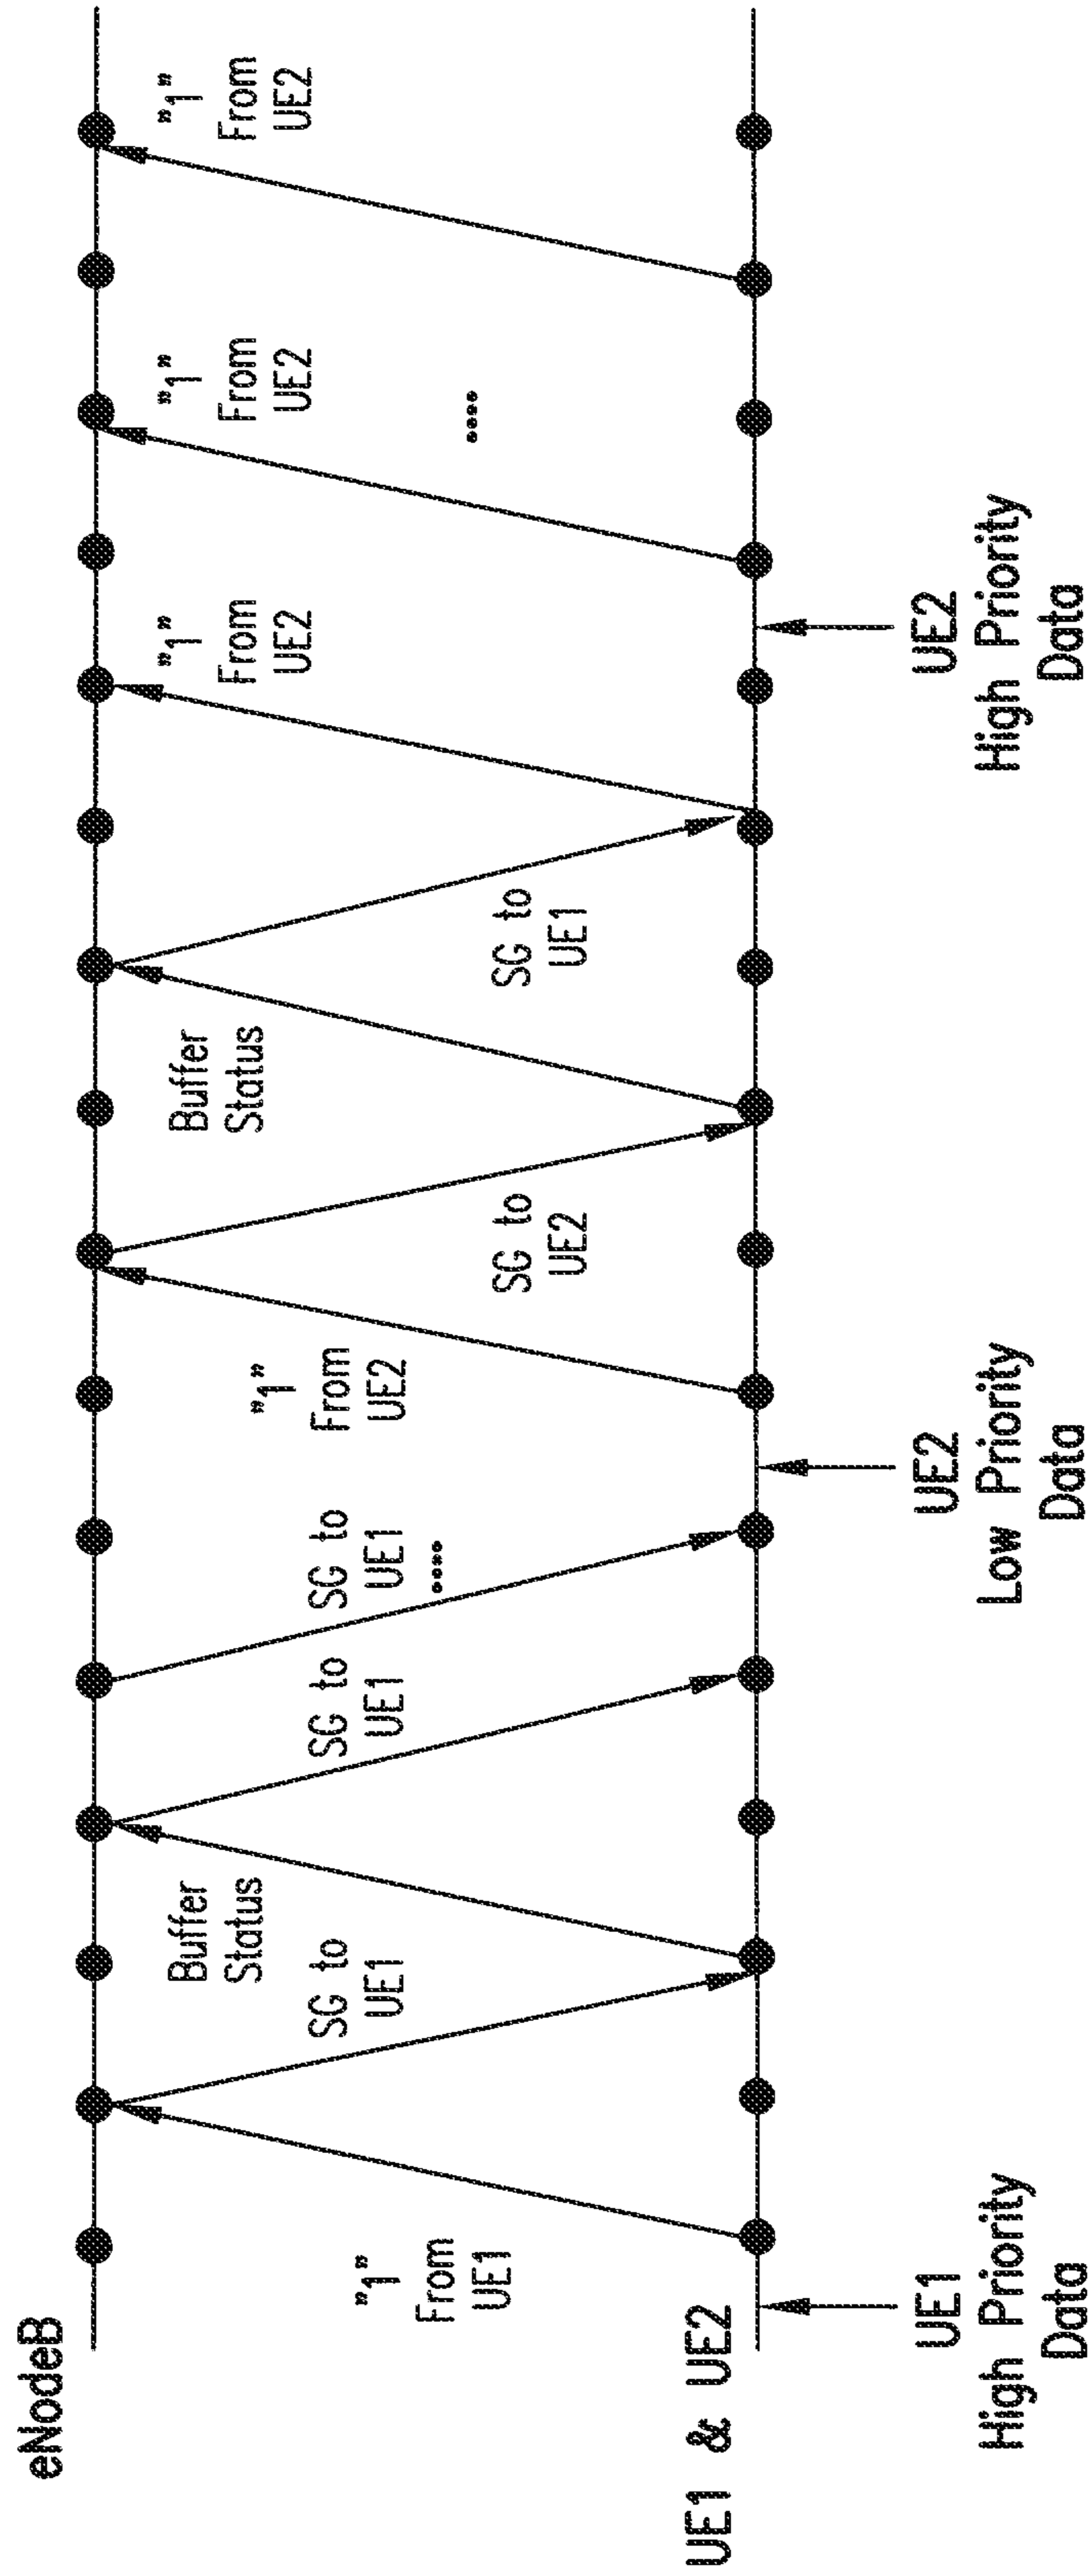 eNodeB
"1"
From
UE1
SG to
UE1
Buffer
Status
SG to
UE1
SG to
UE1
....
"1"
From
UE2
SG to
UE2
Buffer
Status
SG to
UE1
"1"
From
UE2
"1"
From
UE2
....
"1"
From
UE2
UE1 & UE2
UE1
High Priority
Data
UE2
Low Priority
Data
UE2
High Priority
Data